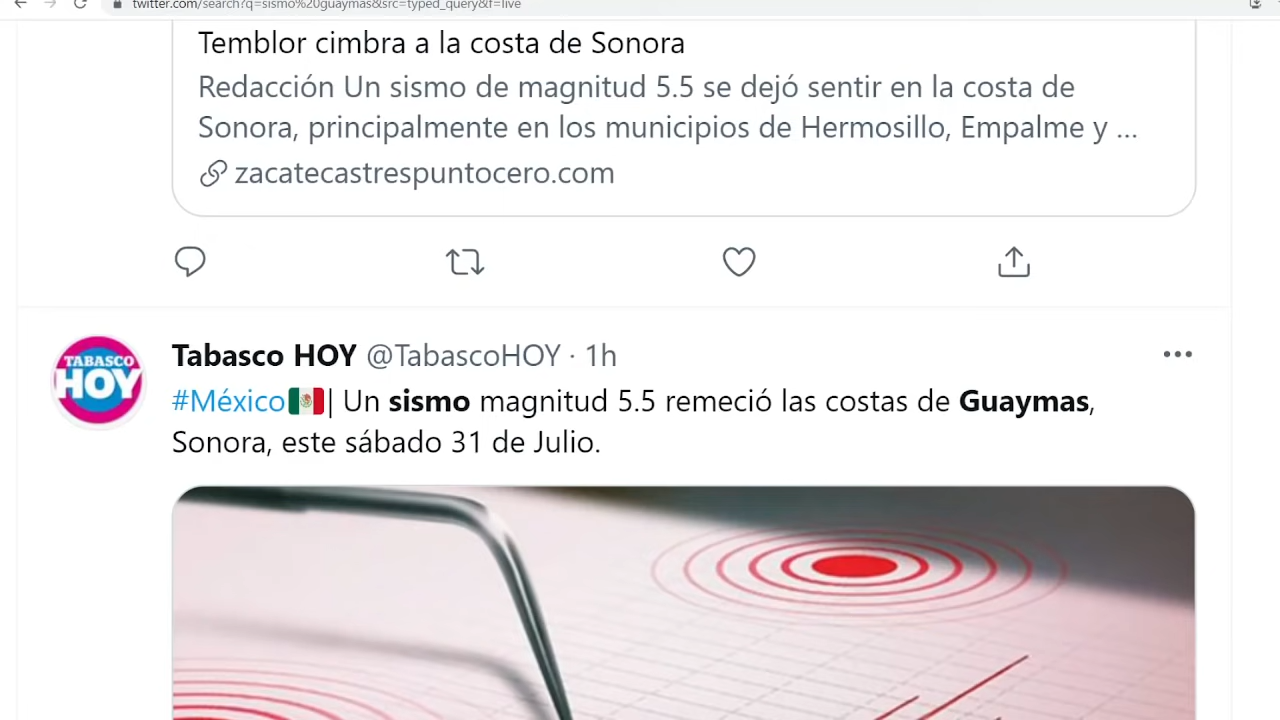 twitter.com/search?q=sismo%20guaymas&src=typed_query&f=live
Temblor cimbra a la costa de Sonora
Redacción Un sismo de magnitud 5.5 se dejó sentir en la costa de
Sonora, principalmente en los municipios de Hermosillo, Empalme y ...
zacatecastrespuntocero.com
TABASCO
HOY
Tabasco HOY @TabascoHOY · 1h
#México🇲🇽| Un sismo magnitud 5.5 remeció las costas de Guaymas,
Sonora, este sábado 31 de Julio.